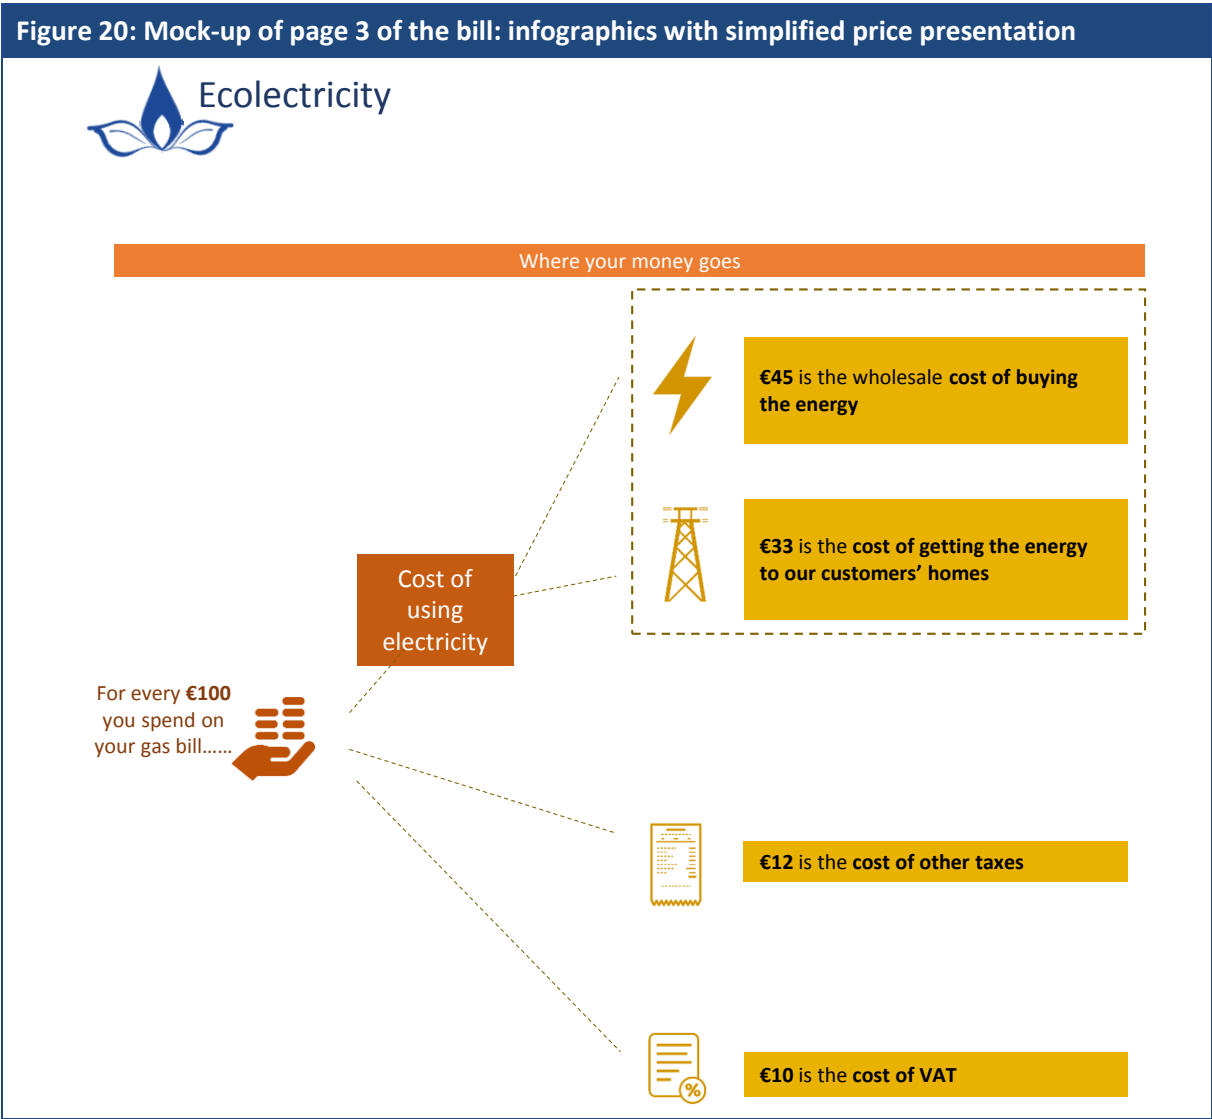 Figure 20: Mock-up of page 3 of the bill: infographics with simplified price presentation
Ecolectricity
Where your money goes
€45 is the wholesale cost of buying
the energy
€33 is the cost of getting the energy
to our customers’ homes
Cost of
using
electricity
For every €100
you spend on
your gas bill......
€12 is the cost of other taxes
%
€10 is the cost of VAT